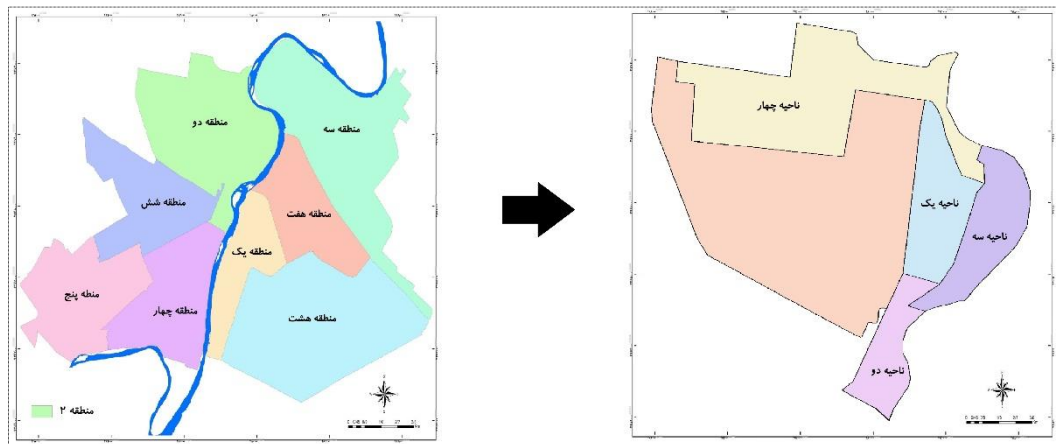 منطقه دو
منطقه سه
منطقه شش
منطقه هفت
منطقه یک
منطه پنج
منطقه چهار
منطقه هشت
منطقه ۲
ناحیه چهار
ناحیه یک
ناحیه سه
ناحیه دو